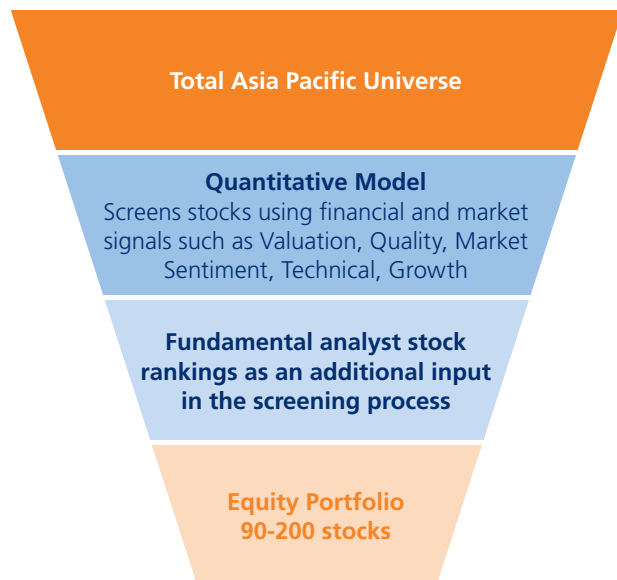 Total Asia Pacific Universe
Quantitative Model
Screens stocks using financial and market
signals such as Valuation, Quality, Market
Sentiment, Technical, Growth
Fundamental analyst stock
rankings as an additional input
in the screening process
Equity Portfolio
90-200 stocks